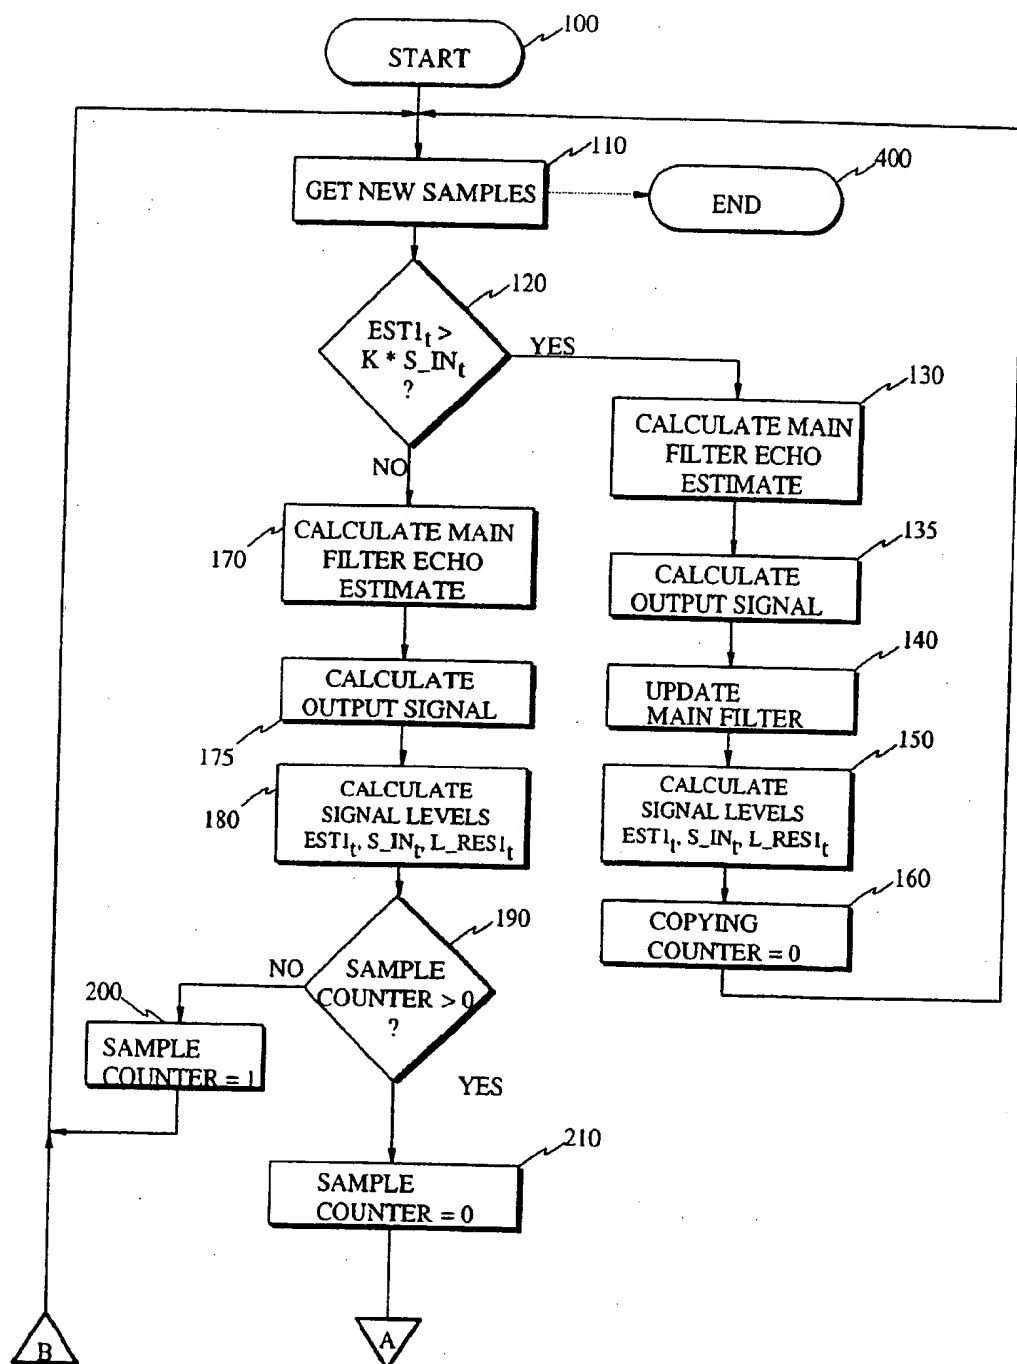 100
START
110
GET NEW SAMPLES
400
END
120
EST1t >
K * S_INt
?
YES
NO
130
CALCULATE MAIN
FILTER ECHO
ESTIMATE
135
CALCULATE
OUTPUT SIGNAL
140
UPDATE
MAIN FILTER
150
CALCULATE
SIGNAL LEVELS
EST1t, S_INt, L_RES1t
160
COPYING
COUNTER = 0
170
CALCULATE MAIN
FILTER ECHO
ESTIMATE
175
CALCULATE
OUTPUT SIGNAL
180
CALCULATE
SIGNAL LEVELS
EST1t, S_INt, L_RES1t
190
SAMPLE
COUNTER > 0
?
NO
YES
200
SAMPLE
COUNTER = 1
210
SAMPLE
COUNTER = 0
B
A